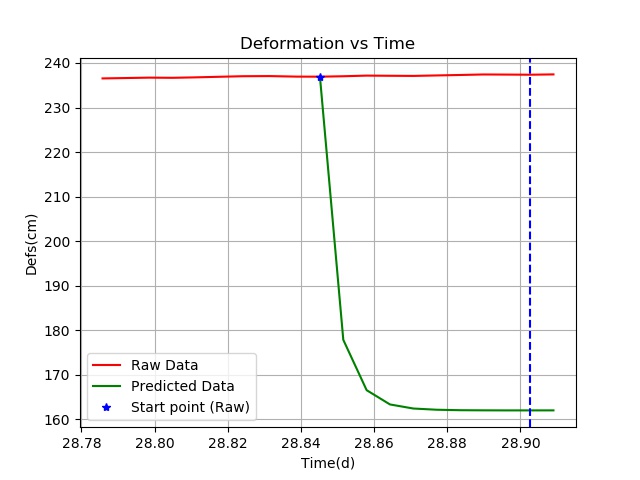 Deformation vs Time
Defs(cm)
240
230
220
210
200
190
180
170
160
Raw Data
Predicted Data
Start point (Raw)
28.78 28.80 28.82 28.84 28.86 28.88 28.90
Time(d)